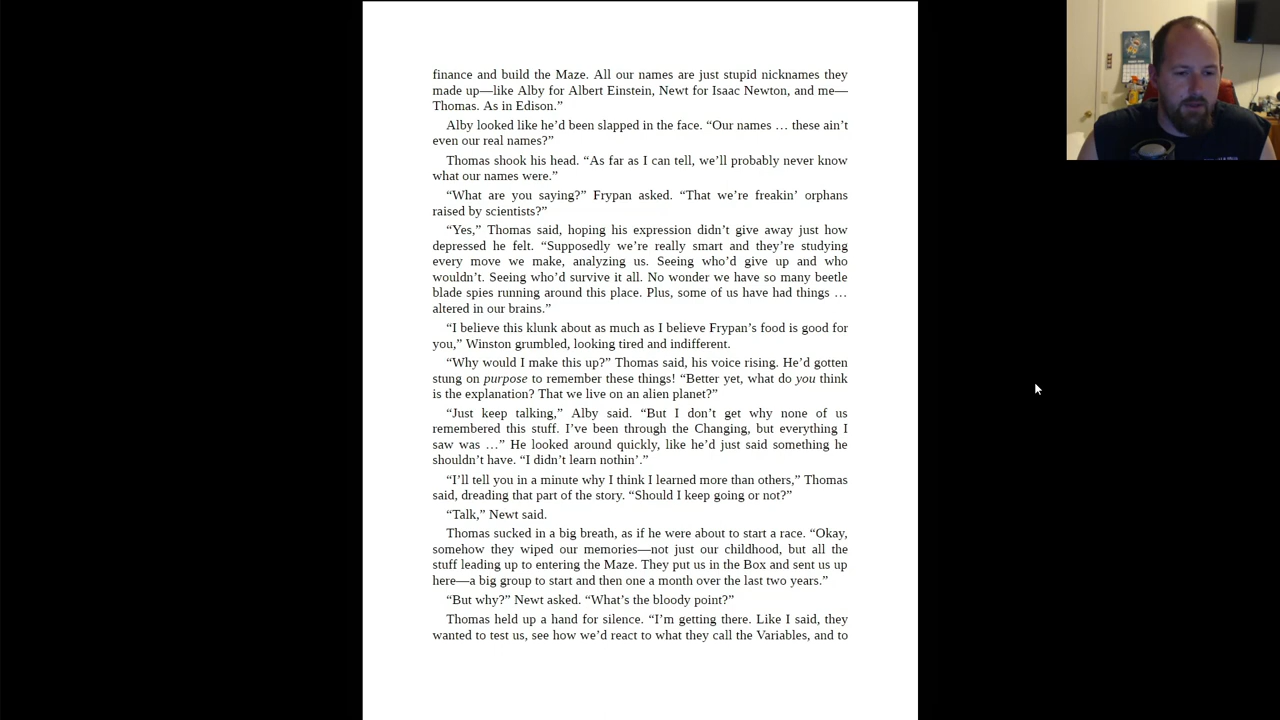 finance and build the Maze. All our names are just stupid nicknames they
made up—like Alby for Albert Einstein, Newt for Isaac Newton, and me—
Thomas. As in Edison.”
Alby looked like he’d been slapped in the face. “Our names … these ain’t
even our real names?”
Thomas shook his head. “As far as I can tell, we’ll probably never know
what our names were.”
“What are you saying?” Frypan asked. “That we’re freakin’ orphans
raised by scientists?”
“Yes,” Thomas said, hoping his expression didn’t give away just how
depressed he felt. “Supposedly we’re really smart and they’re studying
every move we make, analyzing us. Seeing who’d give up and who
wouldn’t. Seeing who’d survive it all. No wonder we have so many beetle
blade spies running around this place. Plus, some of us have had things …
altered in our brains.”
“I believe this klunk about as much as I believe Frypan’s food is good for
you,” Winston grumbled, looking tired and indifferent.
“Why would I make this up?” Thomas said, his voice rising. He’d gotten
stung on purpose to remember these things! “Better yet, what do you think
is the explanation? That we live on an alien planet?”
“Just keep talking,” Alby said. “But I don’t get why none of us
remembered this stuff. I’ve been through the Changing, but everything I
saw was …” He looked around quickly, like he’d just said something he
shouldn’t have. “I didn’t learn nothin’.”
“I’ll tell you in a minute why I think I learned more than others,” Thomas
said, dreading that part of the story. “Should I keep going or not?”
“Talk,” Newt said.
Thomas sucked in a big breath, as if he were about to start a race. “Okay,
somehow they wiped our memories—not just our childhood, but all the
stuff leading up to entering the Maze. They put us in the Box and sent us up
here—a big group to start and then one a month over the last two years.”
“But why?” Newt asked. “What’s the bloody point?”
Thomas held up a hand for silence. “I’m getting there. Like I said, they
wanted to test us, see how we’d react to what they call the Variables, and to